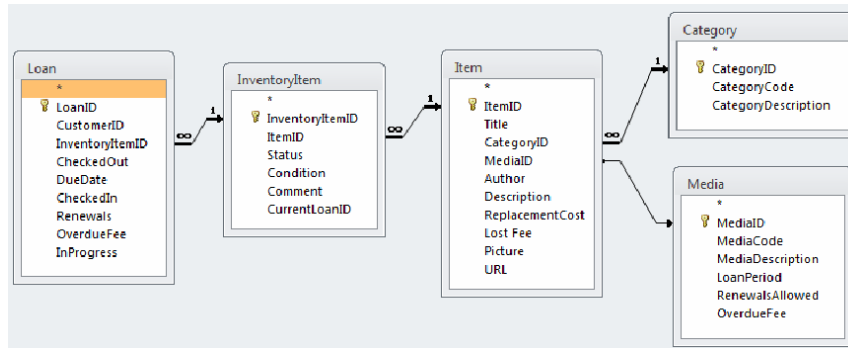 Loan
*
LoanID
CustomerID
InventoryItemID
CheckedOut
DueDate
CheckedIn
Renewals
OverdueFee
InProgress
∞
1
InventoryItem
*
InventoryItemID
ItemID
Status
Condition
Comment
CurrentLoanID
∞
1
Item
*
ItemID
Title
CategoryID
MediaID
Author
Description
ReplacementCost
Lost Fee
Picture
URL
∞
1
Category
*
CategoryID
CategoryCode
CategoryDescription
Media
*
MediaID
MediaCode
MediaDescription
LoanPeriod
RenewalsAllowed
OverdueFee